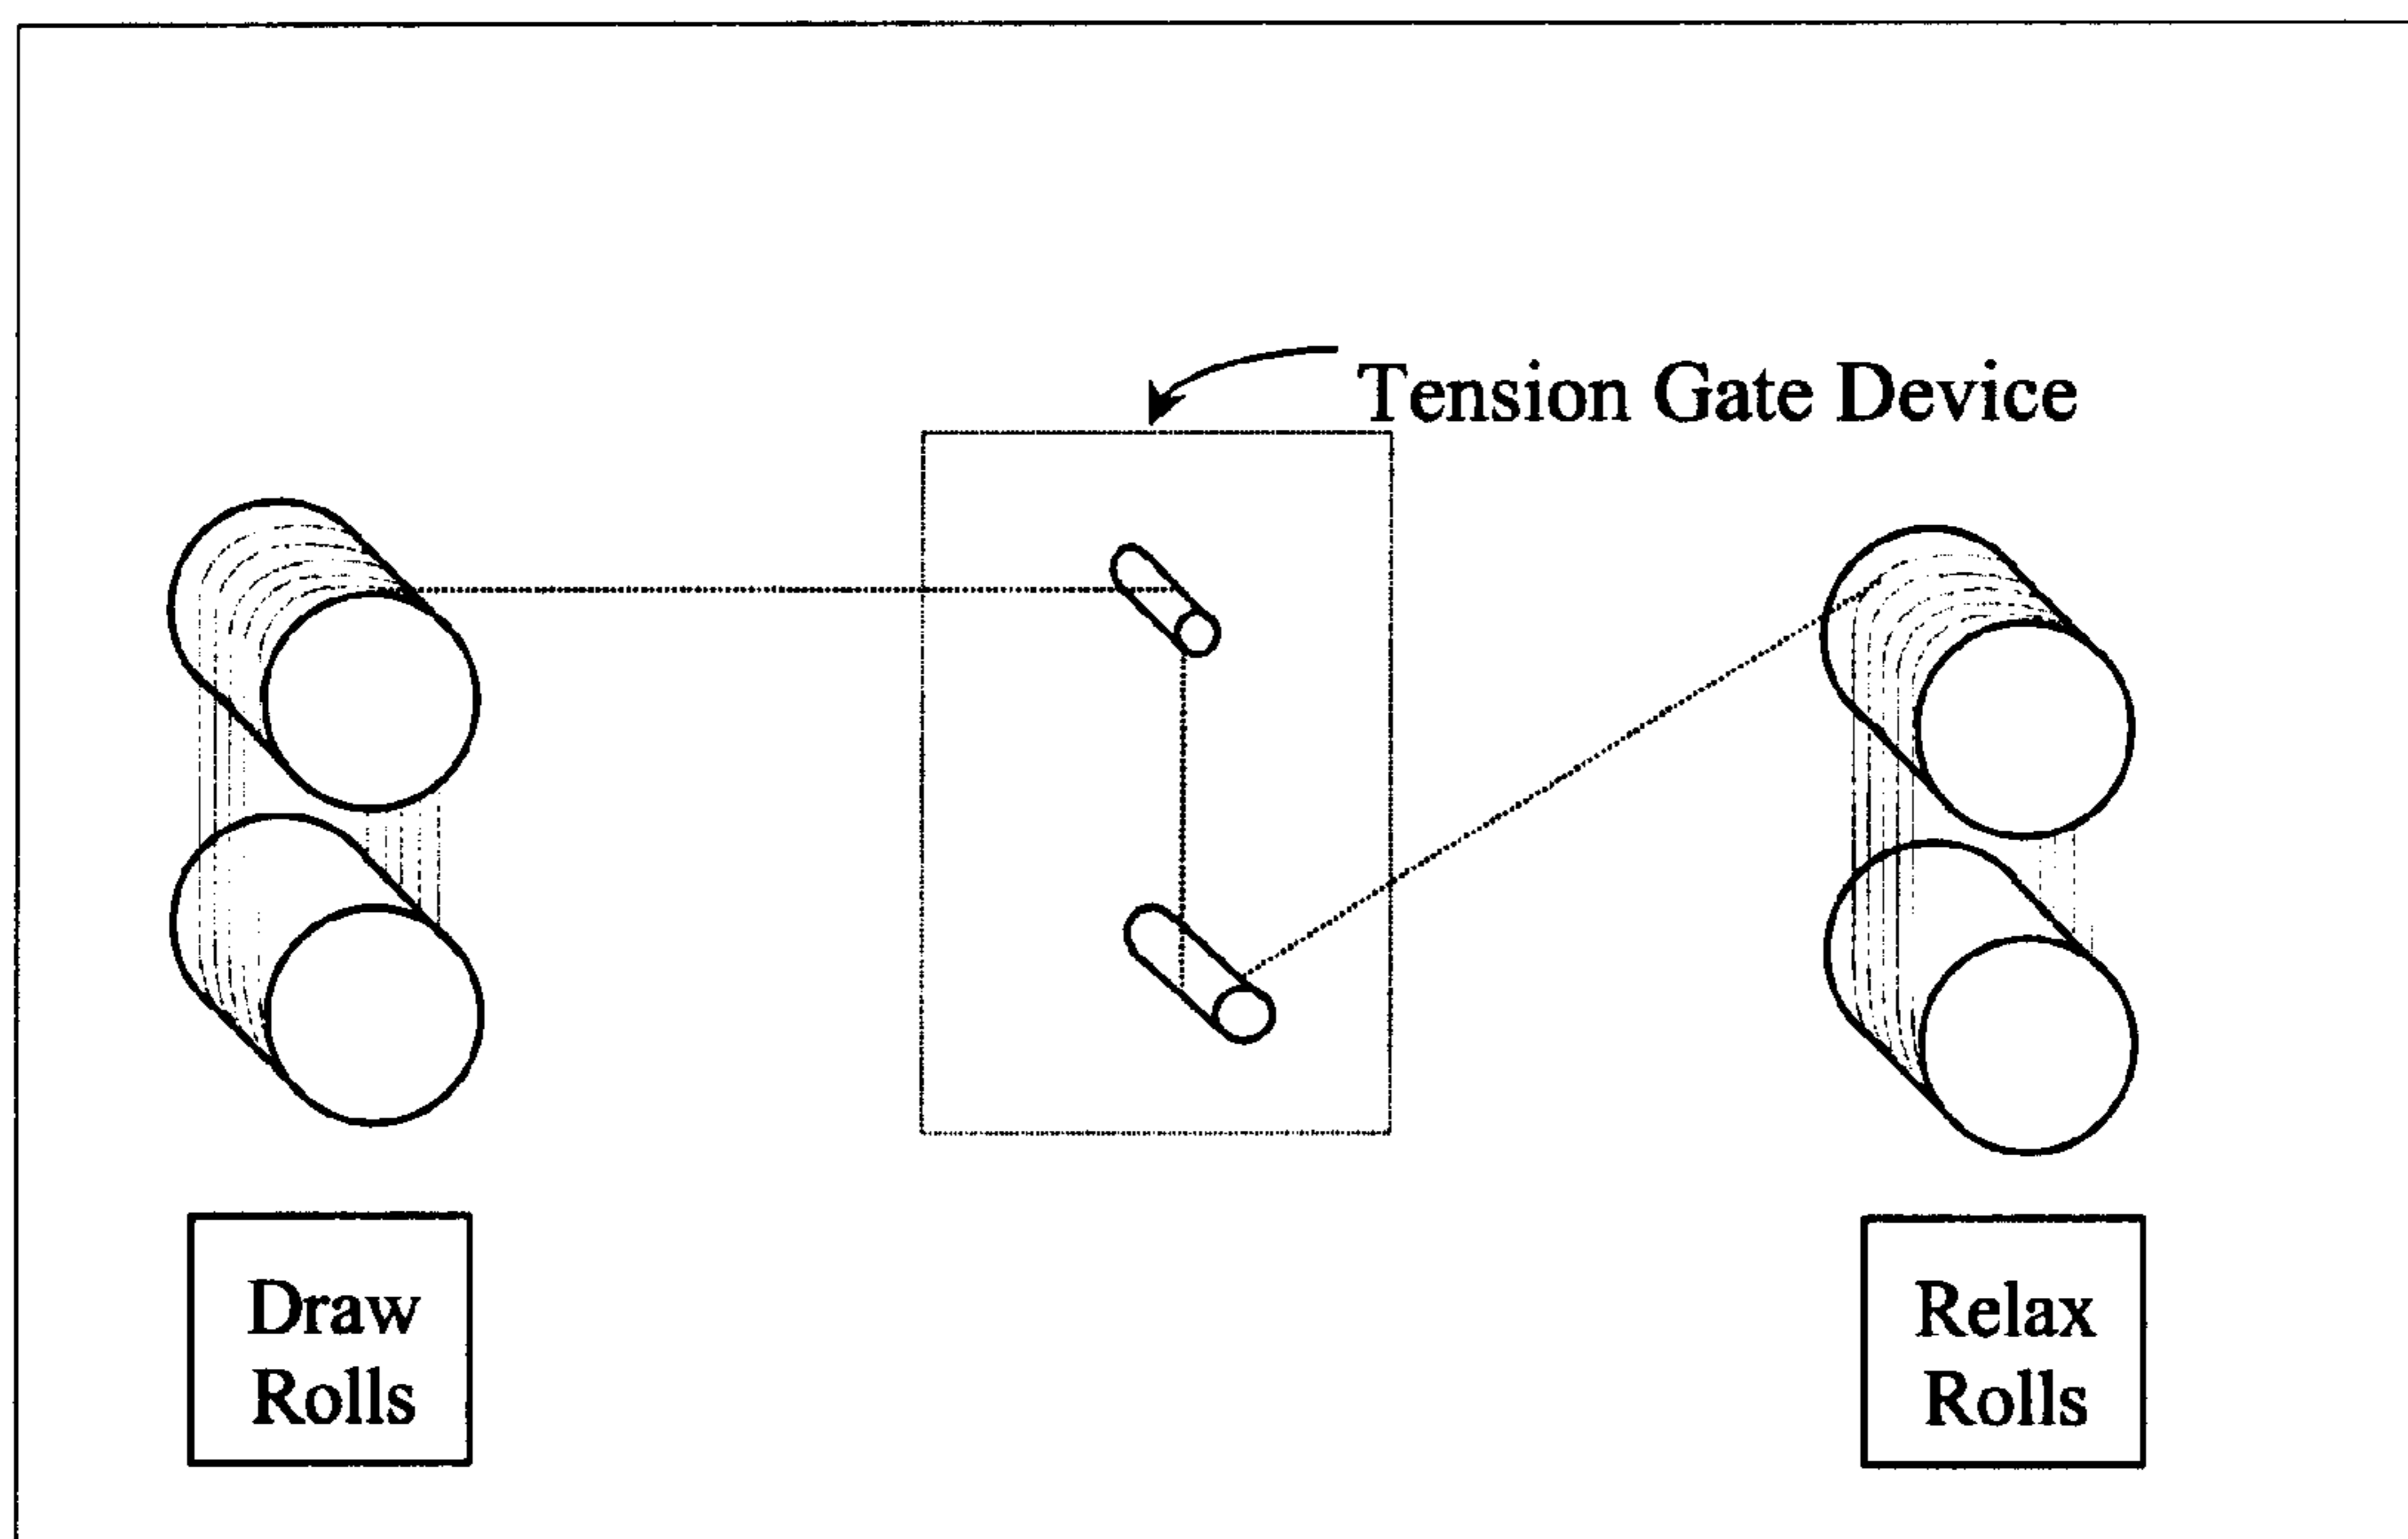 Tension Gate Device
Draw
Rolls
Relax
Rolls